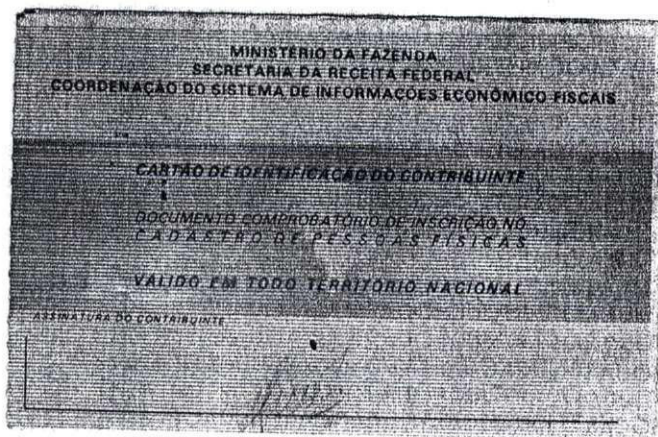 MINISTÉRIO DA FAZENDA
SECRETARIA DA RECEITA FEDERAL
COORDENAÇÃO DO SISTEMA DE INFORMAÇÕES ECONÔMICO FISCAIS
CARTÃO DE IDENTIFICAÇÃO DO CONTRIBUINTE
DOCUMENTO COMPROBATÓRIO DE INSCRIÇÃO NO
CADASTRO DE PESSOAS FÍSICAS
VÁLIDO EM TODO TERRITÓRIO NACIONAL
ASSINATURA DO CONTRIBUINTE